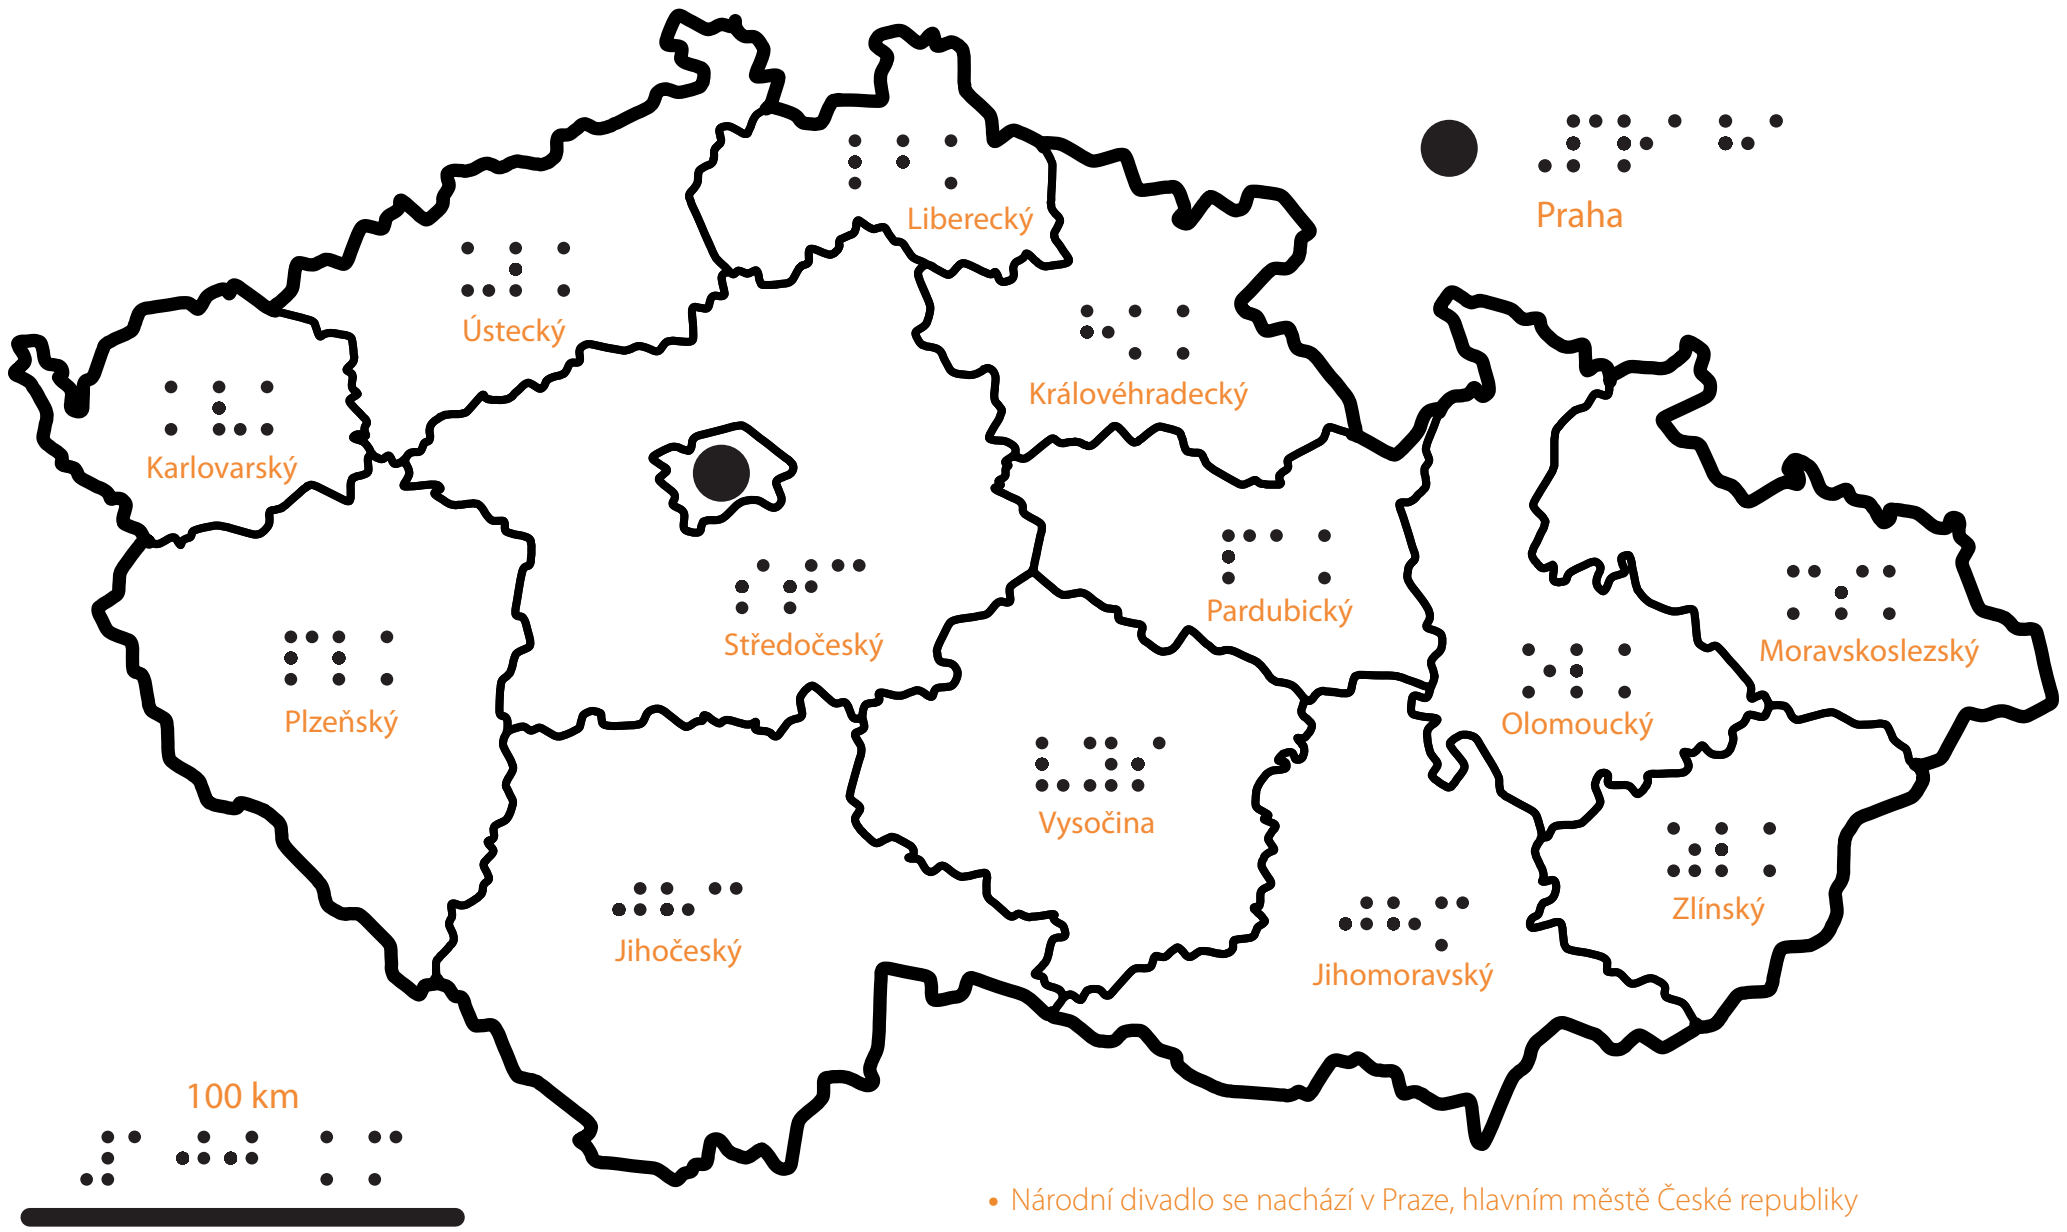 Liberecký
Praha
Ústecký
Královéhradecký
Karlovarský
Středočeský
Pardubický
Moravskoslezský
Plzeňský
Olomoucký
Vysočina
Zlínský
Jihočeský
Jihomoravský
100 km
• Národní divadlo se nachází v Praze, hlavním městě České republiky